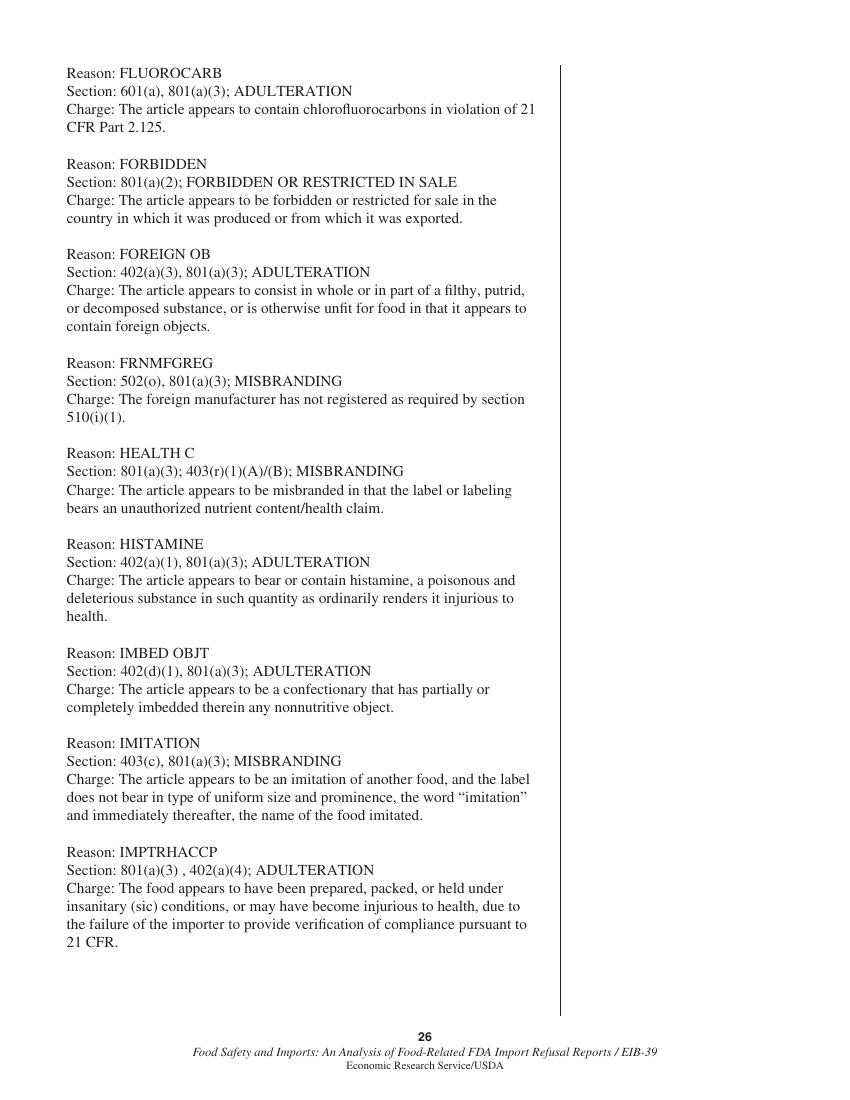 Reason: FLUOROCARB
Section: 601(a), 801(a)(3); ADULTERATION
Charge: The article appears to contain chlorofluorocarbons in violation of 21
CFR Part 2.125.
Reason: FORBIDDEN
Section: 801(a)(2); FORBIDDEN OR RESTRICTED IN SALE
Charge: The article appears to be forbidden or restricted for sale in the
country in which it was produced or from which it was exported.
Reason: FOREIGN OB
Section: 402(a)(3), 801(a)(3); ADULTERATION
Charge: The article appears to consist in whole or in part of a filthy, putrid,
or decomposed substance, or is otherwise unfit for food in that it appears to
contain foreign objects.
Reason: FRNMFGREG
Section: 502(o), 801(a)(3); MISBRANDING
Charge: The foreign manufacturer has not registered as required by section
510(i)(1).
Reason: HEALTH C
Section: 801(a)(3); 403(r)(1)(A)/(B); MISBRANDING
Charge: The article appears to be misbranded in that the label or labeling
bears an unauthorized nutrient content/health claim.
Reason: HISTAMINE
Section: 402(a)(1), 801(a)(3); ADULTERATION
Charge: The article appears to bear or contain histamine, a poisonous and
deleterious substance in such quantity as ordinarily renders it injurious to
health.
Reason: IMBED OBJT
Section: 402(d)(1), 801(a)(3); ADULTERATION
Charge: The article appears to be a confectionary that has partially or
completely imbedded therein any nonnutritive object.
Reason: IMITATION
Section: 403(c), 801(a)(3); MISBRANDING
Charge: The article appears to be an imitation of another food, and the label
does not bear in type of uniform size and prominence, the word “imitation”
and immediately thereafter, the name of the food imitated.
Reason: IMPTRHACCP
Section: 801(a)(3) , 402(a)(4); ADULTERATION
Charge: The food appears to have been prepared, packed, or held under
insanitary (sic) conditions, or may have become injurious to health, due to
the failure of the importer to provide verification of compliance pursuant to
21 CFR.
26
Food Safety and Imports: An Analysis of Food-Related FDA Import Refusal Reports / EIB-39
Economic Research Service/USDA